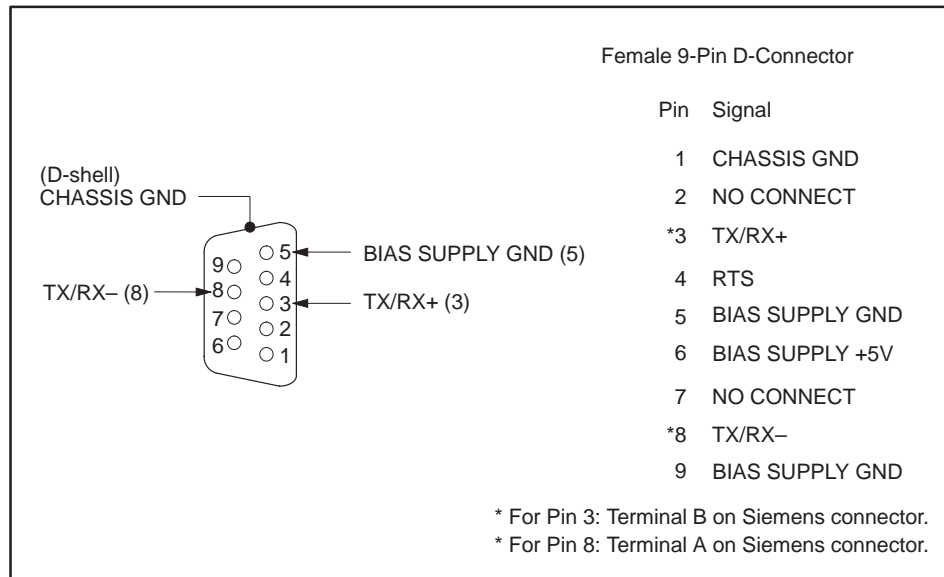 Female 9-Pin D-Connector
Pin Signal
1 CHASSIS GND
2 NO CONNECT
*3 TX/RX+
4 RTS
5 BIAS SUPPLY GND
6 BIAS SUPPLY +5V
7 NO CONNECT
*8 TX/RX–
9 BIAS SUPPLY GND
(D-shell)
CHASSIS GND
TX/RX– (8)
9
8
7
6
5
4
3
2
1
BIAS SUPPLY GND (5)
TX/RX+ (3)
* For Pin 3: Terminal B on Siemens connector.
* For Pin 8: Terminal A on Siemens connector.